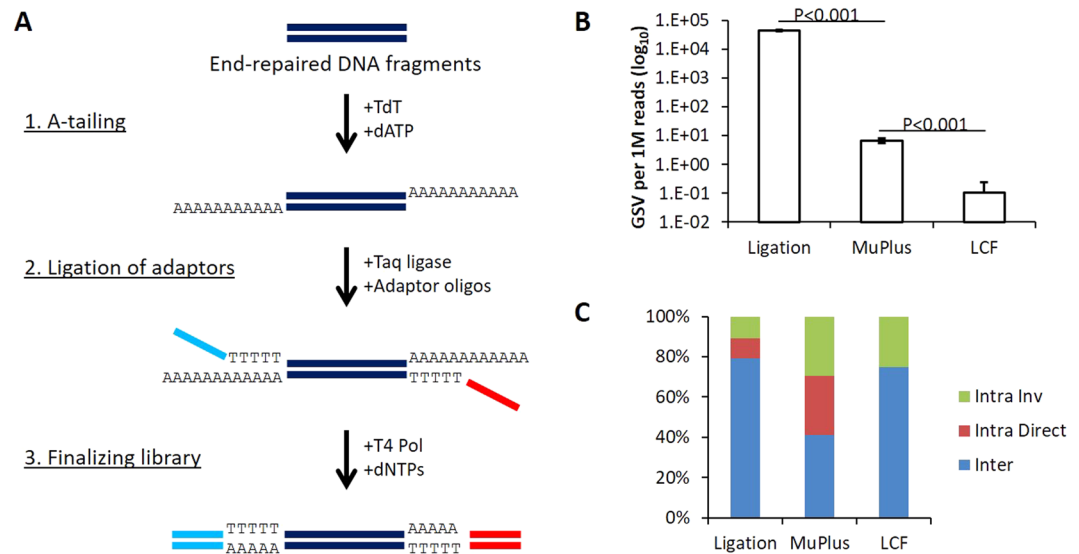 A
End-repaired DNA fragments
1. A-tailing
+TdT
+dATP
AAAAAAAAAAA
AAAAAAAAAAA
2. Ligation of adaptors
+Taq ligase
+Adaptor oligos
TTTTT
AAAAAAAAAAAA
AAAAAAAAAAAA
TTTTT
3. Finalizing library
+T4 Pol
+dNTPs
TTTTT
AAAAA
AAAAA
TTTTT
B
GSV per 1M reads (log10)
1.E+05
1.E+04
1.E+03
1.E+02
1.E+01
1.E+00
1.E-01
1.E-02
P<0.001
P<0.001
Ligation
MuPlus
LCF
C
100%
80%
60%
40%
20%
0%
Ligation
MuPlus
LCF
Intra Inv
Intra Direct
Inter